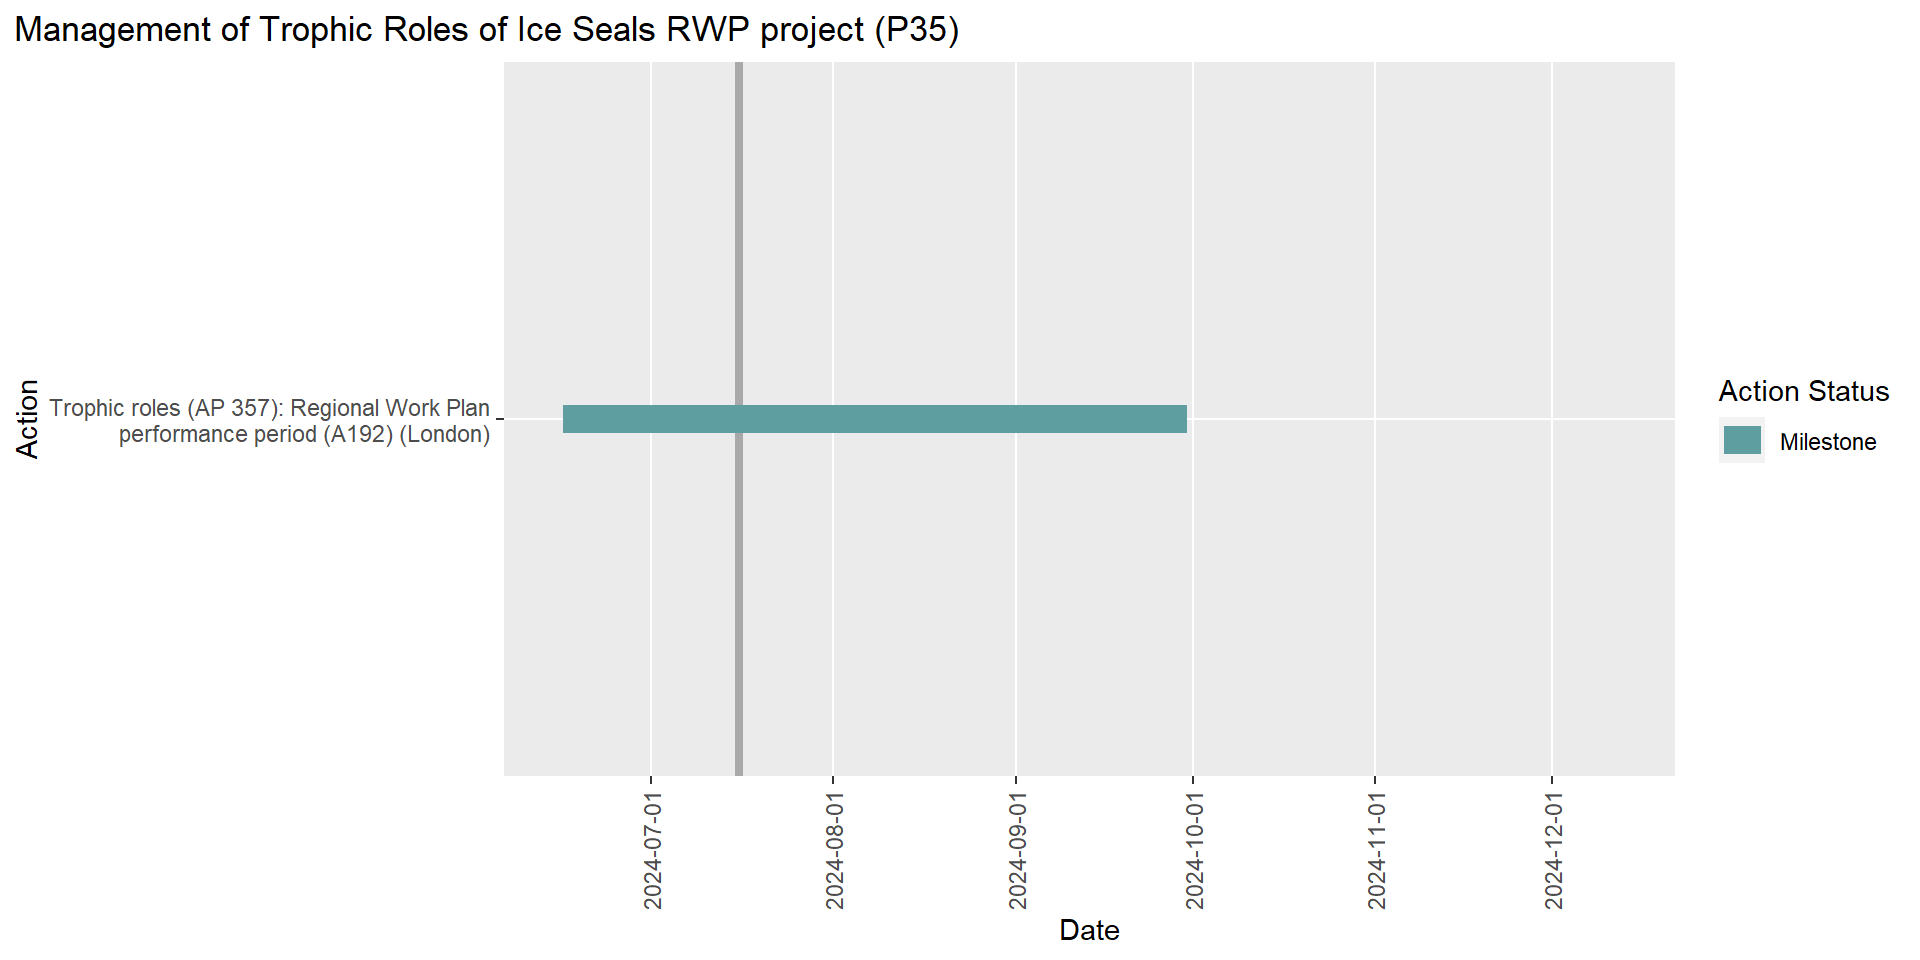 Management of Trophic Roles of Ice Seals RWP project (P35)
Action
Trophic roles (AP 357): Regional Work Plan
performance period (A192) (London)
2024-07-01
2024-08-01
2024-09-01
2024-10-01
2024-11-01
2024-12-01
Date
Action Status
Milestone